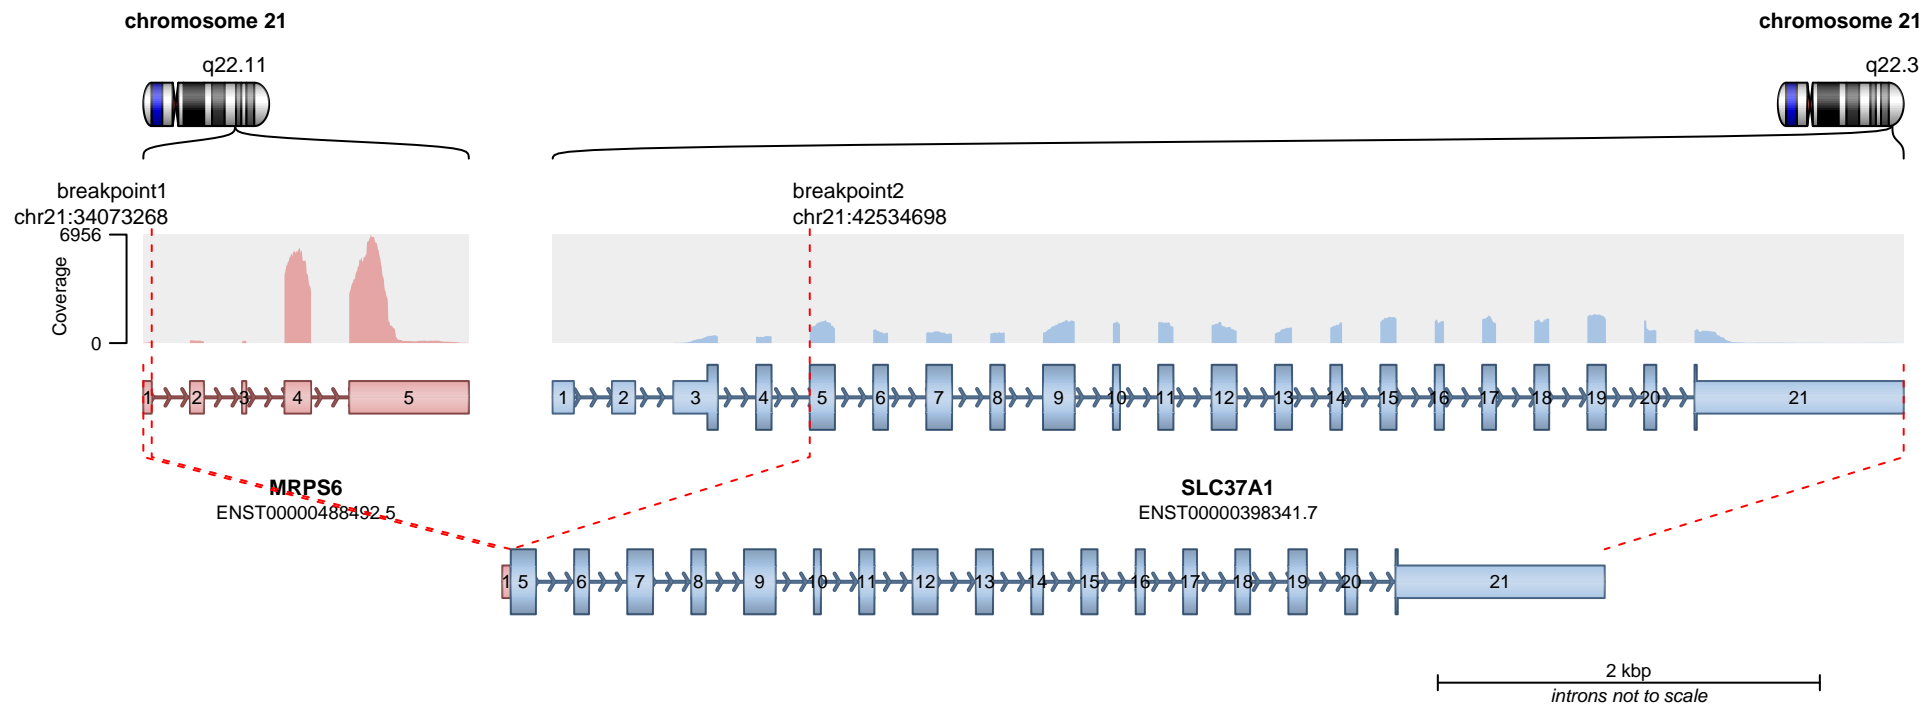 chromosome 21
chromosome 21
q22.11
q22.3
breakpoint1
chr21:34073268
breakpoint2
chr21:42534698
6956
Coverage
0
1 2 3 4 5
1 2 3 4 5 6 7 8 9 10 11 12 13 14 15 16 17 18 19 20 21
MRPS6
ENST00000488492.5
SLC37A1
ENST00000398341.7
1 5 6 7 8 9 10 11 12 13 14 15 16 17 18 19 20 21
2 kbp
introns not to scale